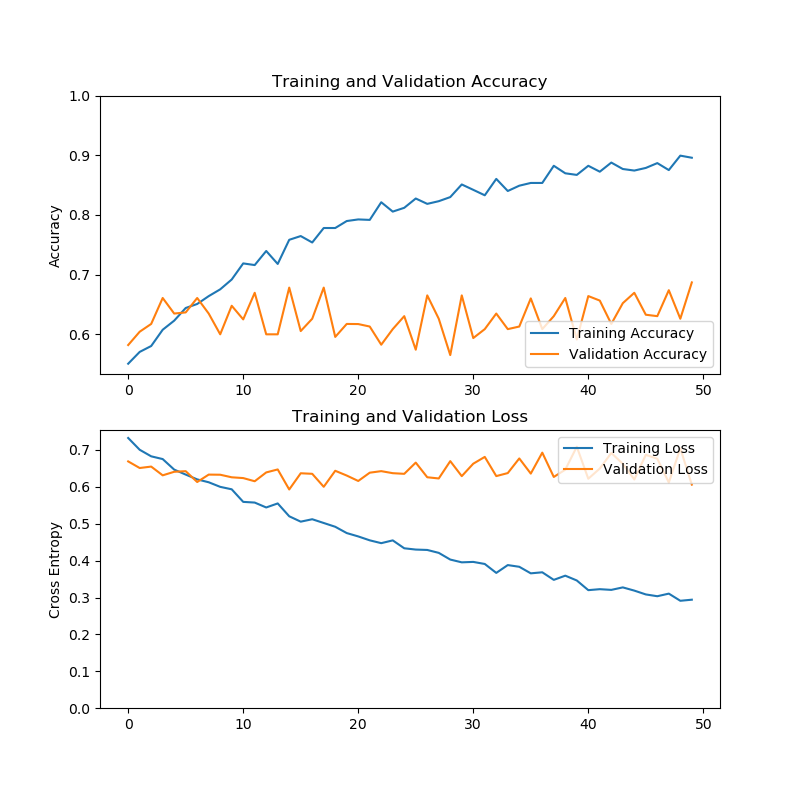 Training and Validation Accuracy
Accuracy
1.0
0.9
0.8
0.7
0.6
Training Accuracy
Validation Accuracy
0 10 20 30 40 50
Training and Validation Loss
Cross Entropy
0.7
0.6
0.5
0.4
0.3
0.2
0.1
0.0
Training Loss
Validation Loss
0 10 20 30 40 50